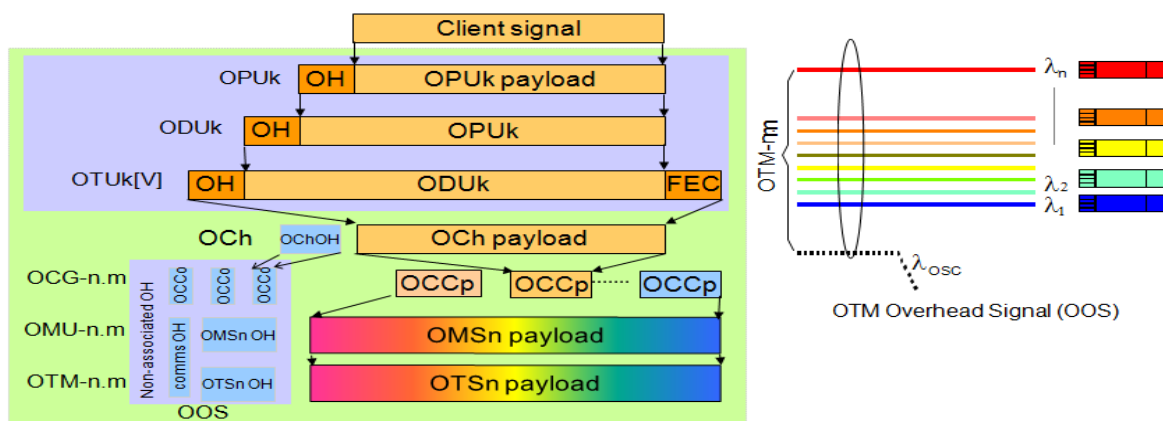 Client signal
OPUk OH OPUk payload
ODUk OH OPUk
OTUk[V] OH ODUk FEC
OCh OChOH OCh payload
OCG-n.m OCCo OCCo OCCo OCCp OCCp OCCp
OMU-n.m OMSn OH OMSn payload
OTM-n.m OTSn OH OTSn payload
Non-associated OH
comms OH
OOS
OTM-nm
λn
λ2
λ1
λOSC
OTM Overhead Signal (OOS)